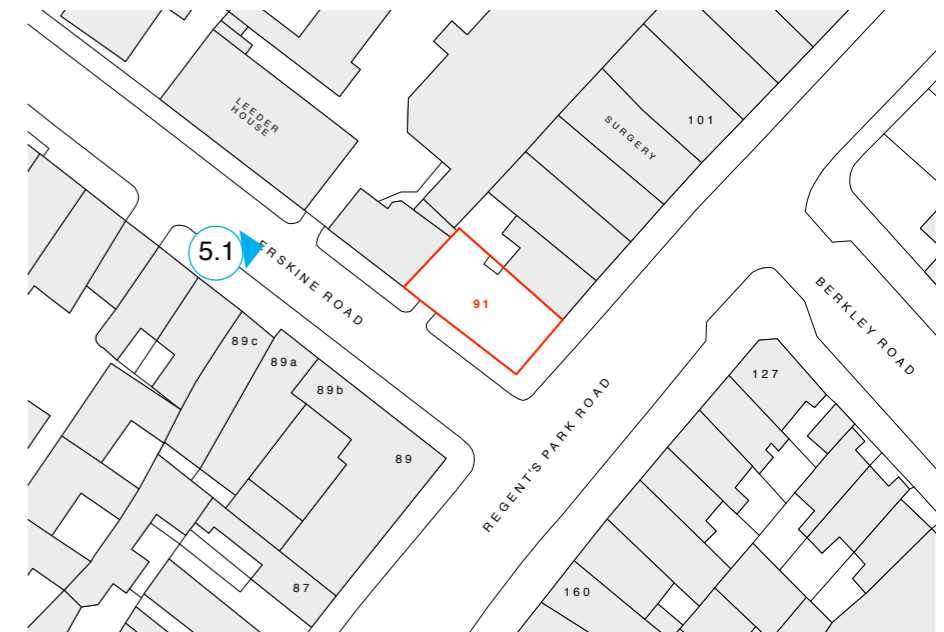 LEEDER
HOUSE
SURGERY
101
5.1
ERSKINE ROAD
91
BERKLEY ROAD
89c
89a
89b
127
REGENT'S PARK ROAD
89
87
160